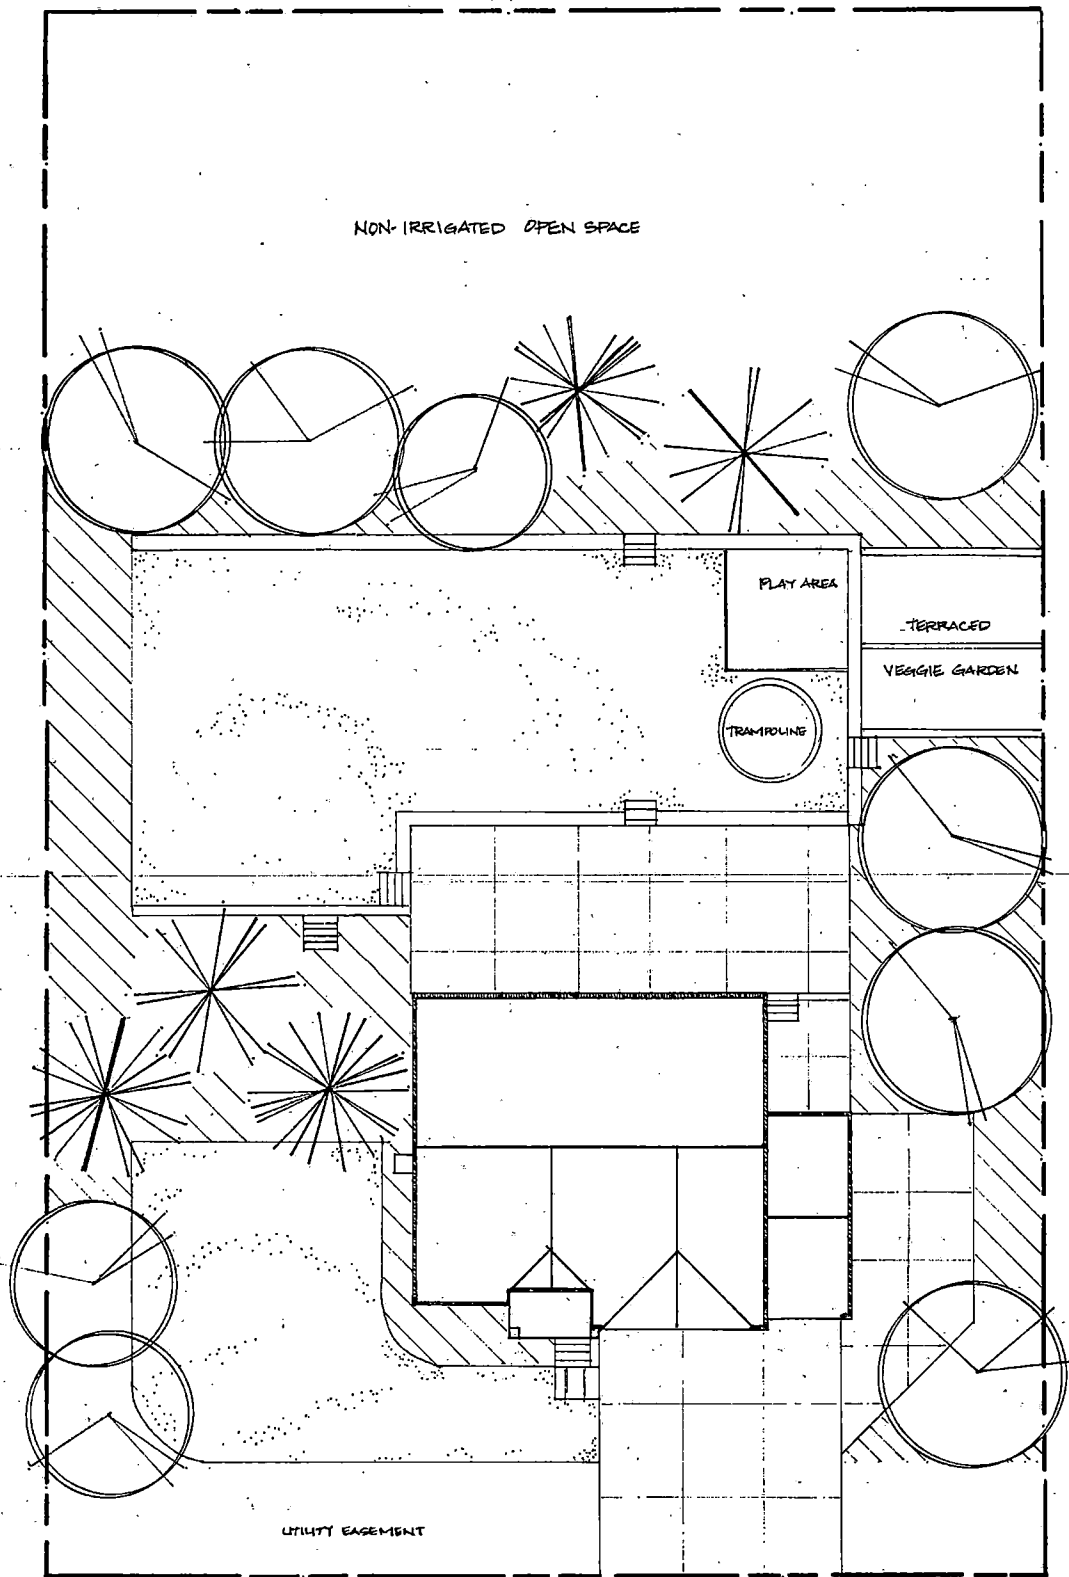 NON-IRRIGATED OPEN SPACE
PLAY AREA
TERRACED
VEGGIE GARDEN
TRAMPOLINE
UTILITY EASEMENT